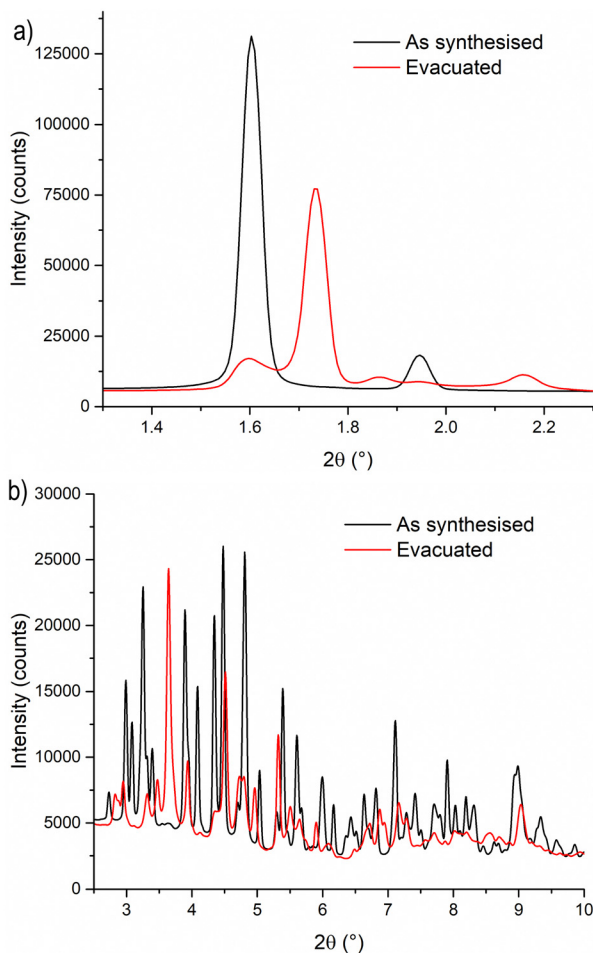 a)
As synthesised
Evacuated
125000
100000
75000
50000
25000
0
Intensity (counts)
1.4 1.6 1.8 2.0 2.2
2θ (°)
b)
As synthesised
Evacuated
30000
25000
20000
15000
10000
5000
0
Intensity (counts)
3 4 5 6 7 8 9 10
2θ (°)